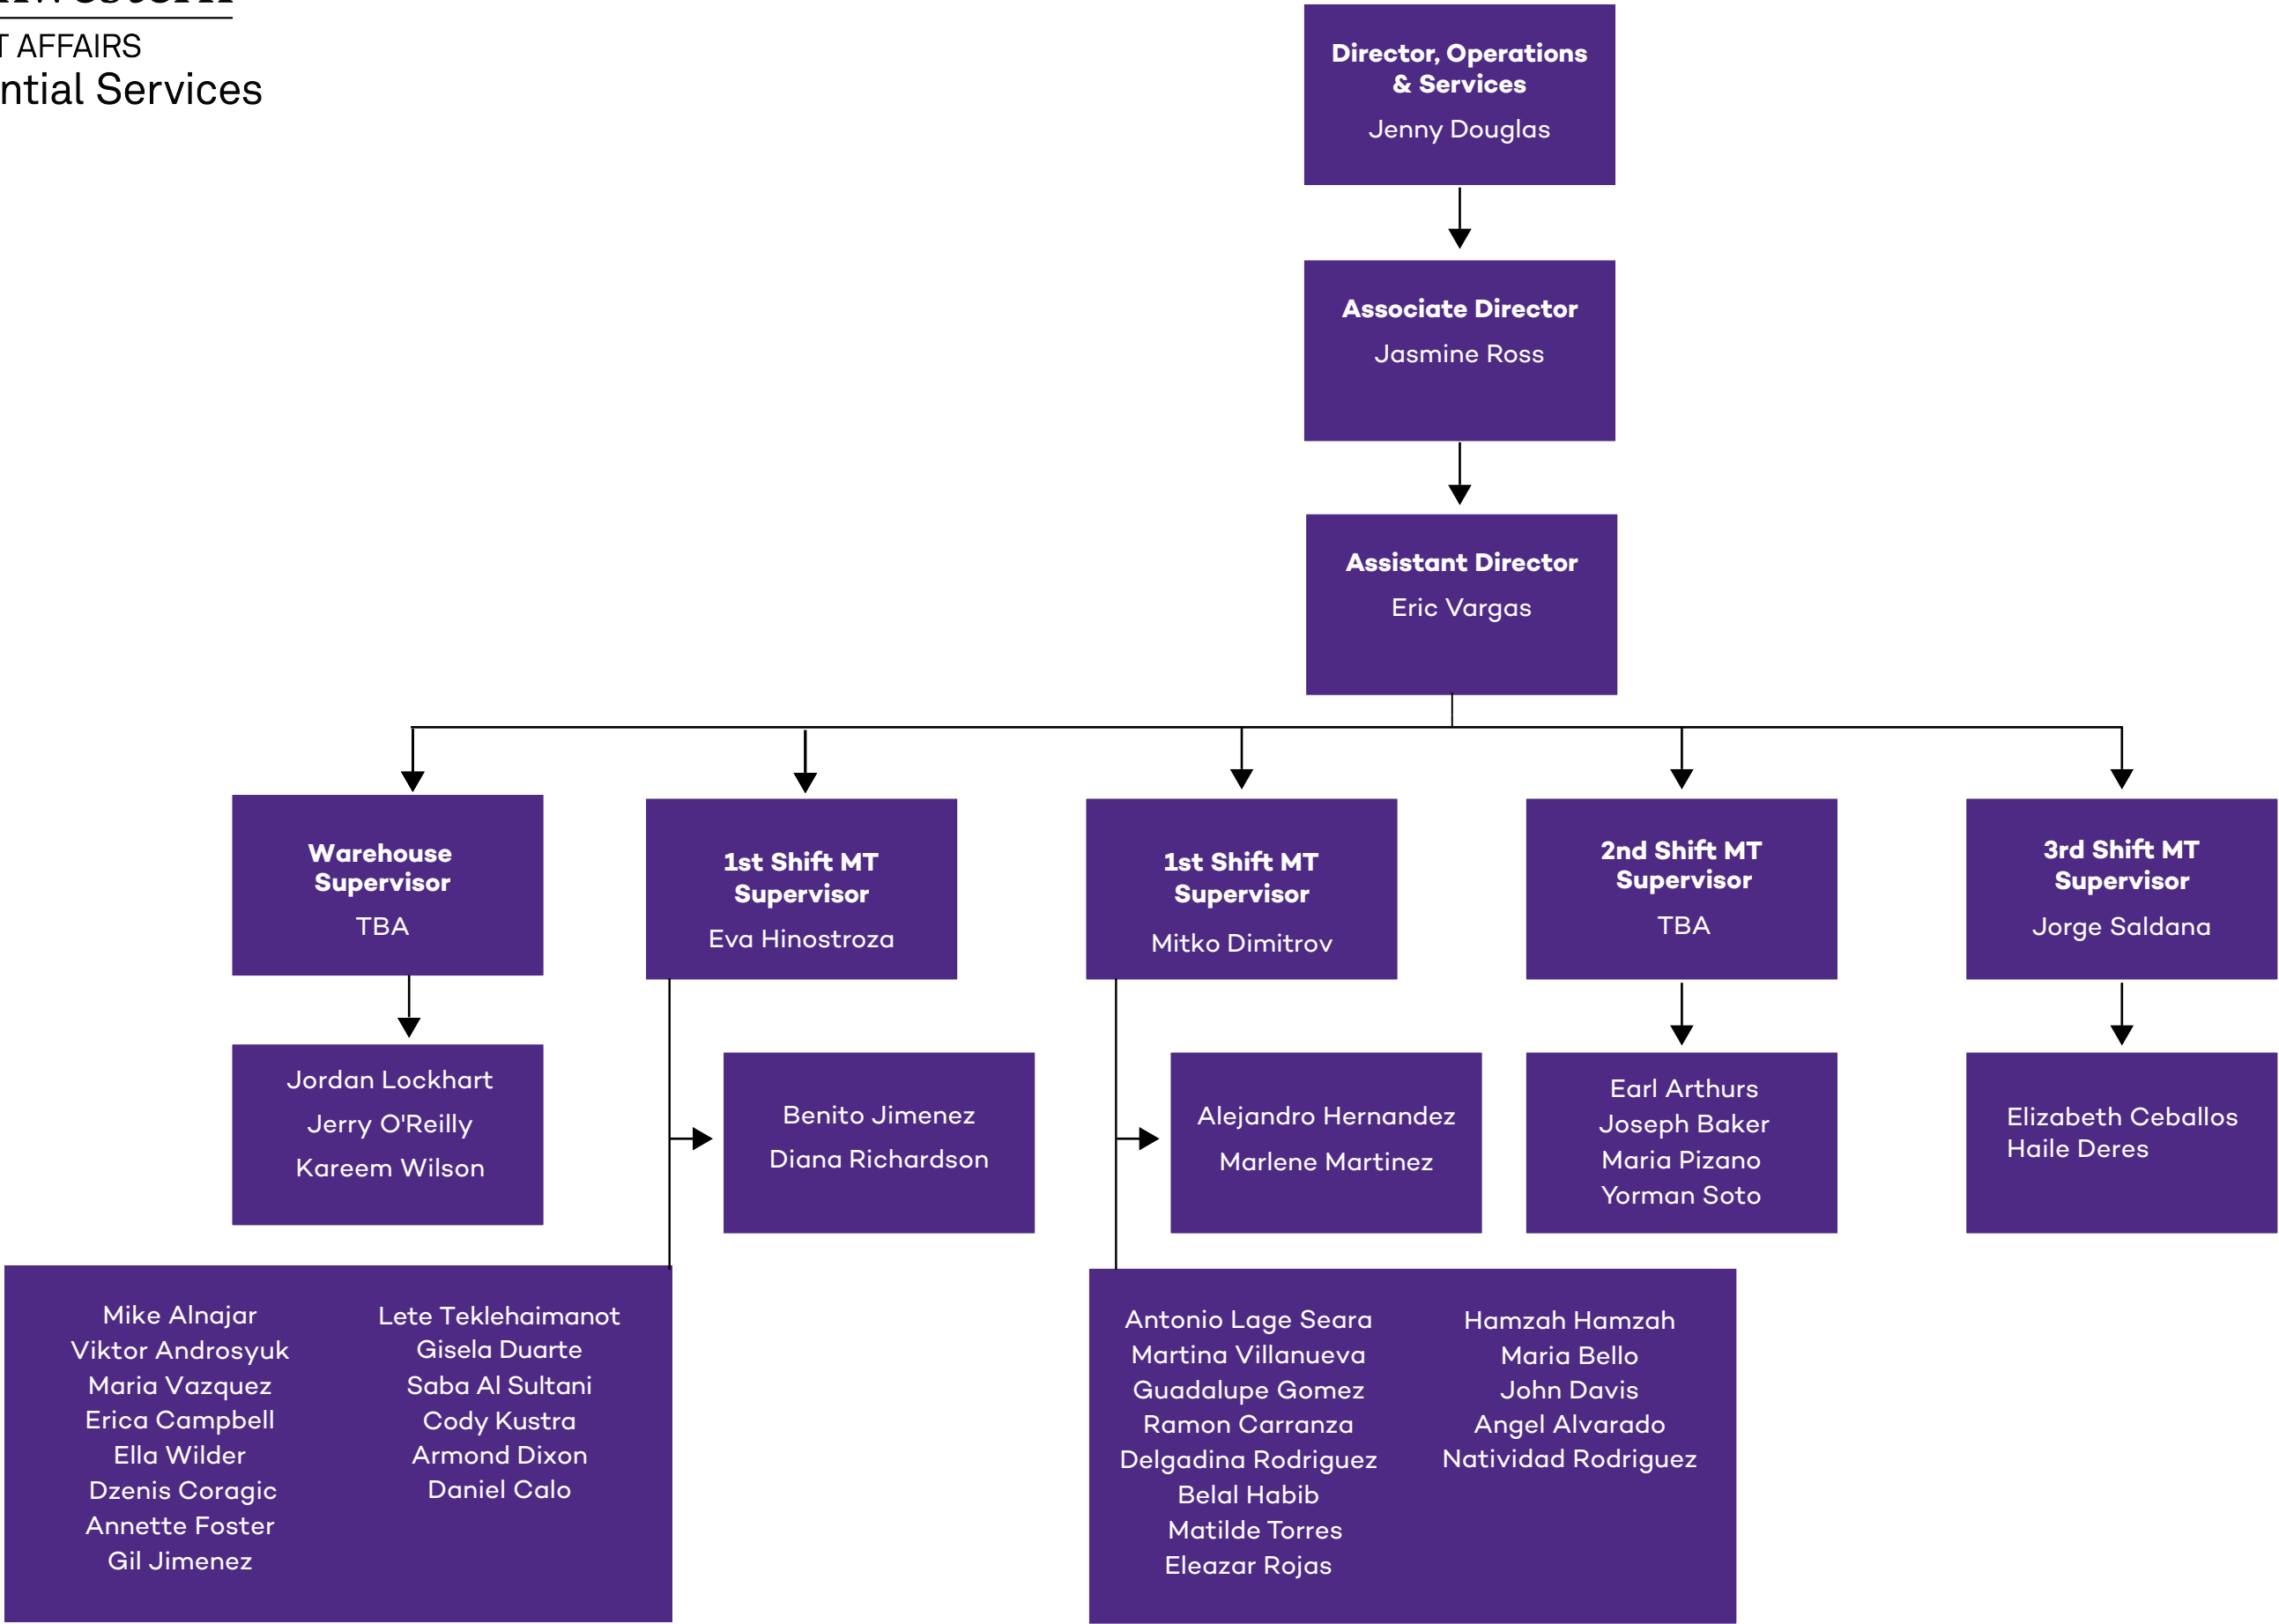 T AFFAIRS
ntial Services
Director, Operations
& Services
Jenny Douglas
Associate Director
Jasmine Ross
Assistant Director
Eric Vargas
Warehouse
Supervisor
TBA
1st Shift MT
Supervisor
Eva Hinostroza
1st Shift MT
Supervisor
Mitko Dimitrov
2nd Shift MT
Supervisor
TBA
3rd Shift MT
Supervisor
Jorge Saldana
Jordan Lockhart
Jerry O'Reilly
Kareem Wilson
Benito Jimenez
Diana Richardson
Alejandro Hernandez
Marlene Martinez
Earl Arthurs
Joseph Baker
Maria Pizano
Yorman Soto
Elizabeth Ceballos
Haile Deres
Mike Alnajar
Viktor Androsyuk
Maria Vazquez
Erica Campbell
Ella Wilder
Dzenis Coragic
Annette Foster
Gil Jimenez
Lete Teklehaimanot
Gisela Duarte
Saba Al Sultani
Cody Kustra
Armond Dixon
Daniel Calo
Antonio Lage Seara
Martina Villanueva
Guadalupe Gomez
Ramon Carranza
Delgadina Rodriguez
Belal Habib
Matilde Torres
Eleazar Rojas
Hamzah Hamzah
Maria Bello
John Davis
Angel Alvarado
Natividad Rodriguez